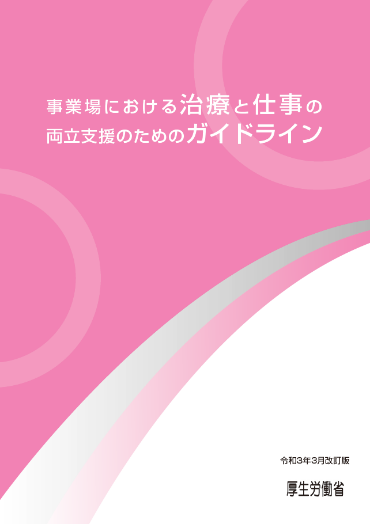 事業場における治療と仕事の
両立支援のためのガイドライン
令和3年3月改訂版
厚生労働省